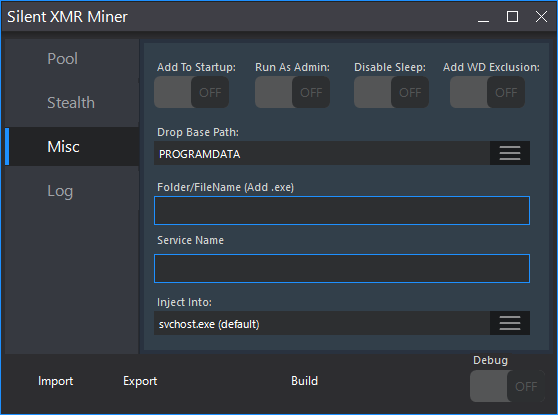 Silent XMR Miner
Pool
Stealth
Misc
Log
Add To Startup: Run As Admin: Disable Sleep: Add WD Exclusion:
OFF OFF OFF OFF
Drop Base Path:
PROGRAMDATA
Folder/FileName (Add .exe)
Service Name
Inject Into:
svchost.exe (default)
Debug
Import Export Build OFF